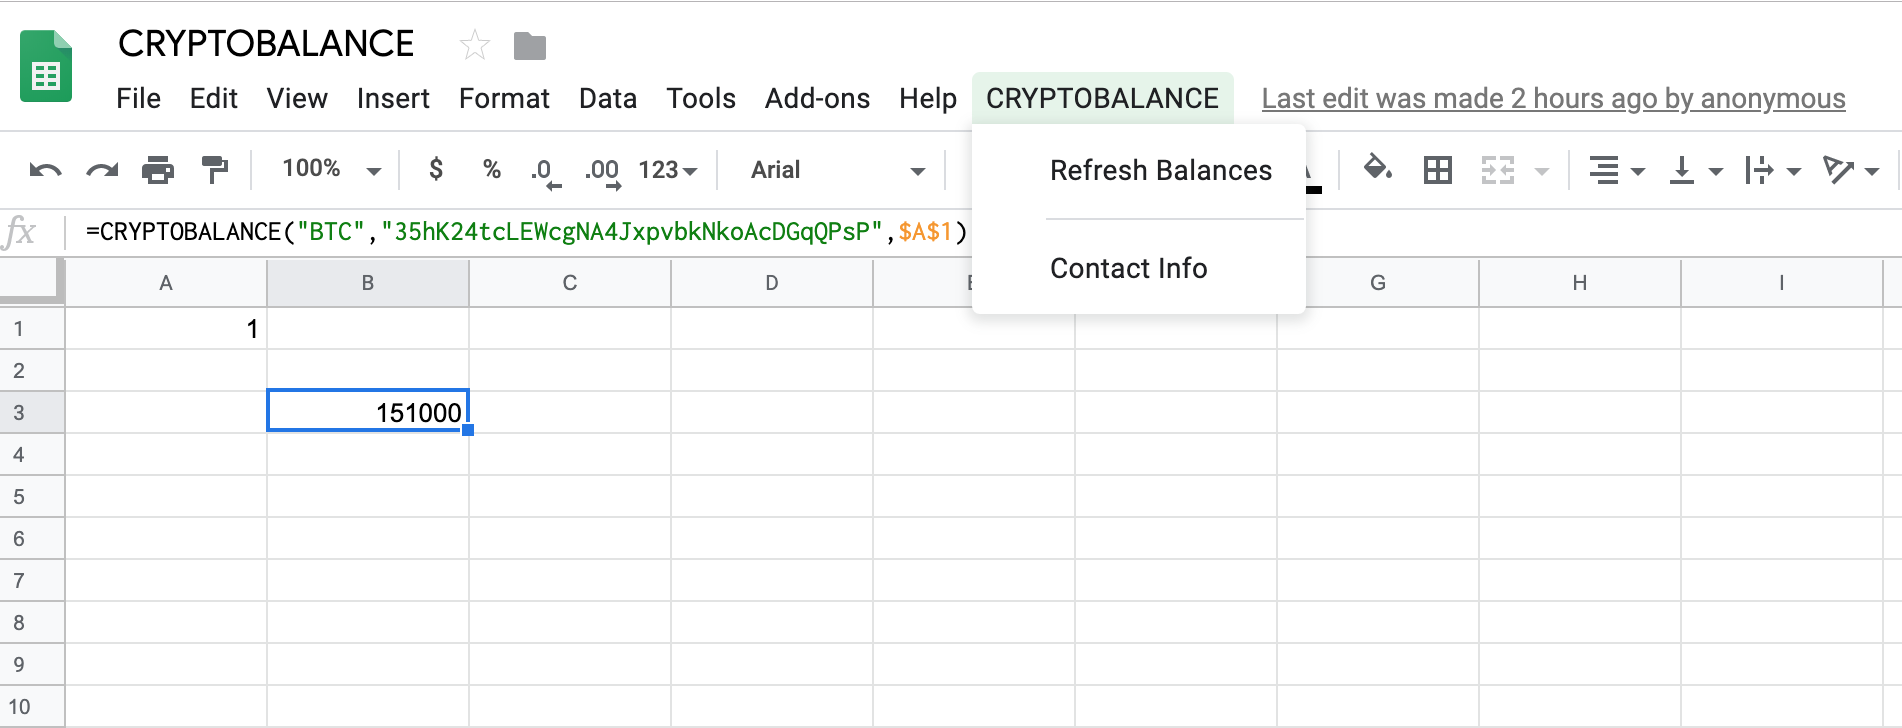 CRYPTOBALANCE
File Edit View Insert Format Data Tools Add-ons Help CRYPTOBALANCE Last edit was made 2 hours ago by anonymous
100% $ % .0 .00 123 Arial
Refresh Balances
fx =CRYPTOBALANCE("BTC","35hK24tcLEWcgNA4JxpvbkNkoAcDGqQPsP",$A$1)
Contact Info
A B C D G H I
1 1
2
3 151000
4
5
6
7
8
9
10